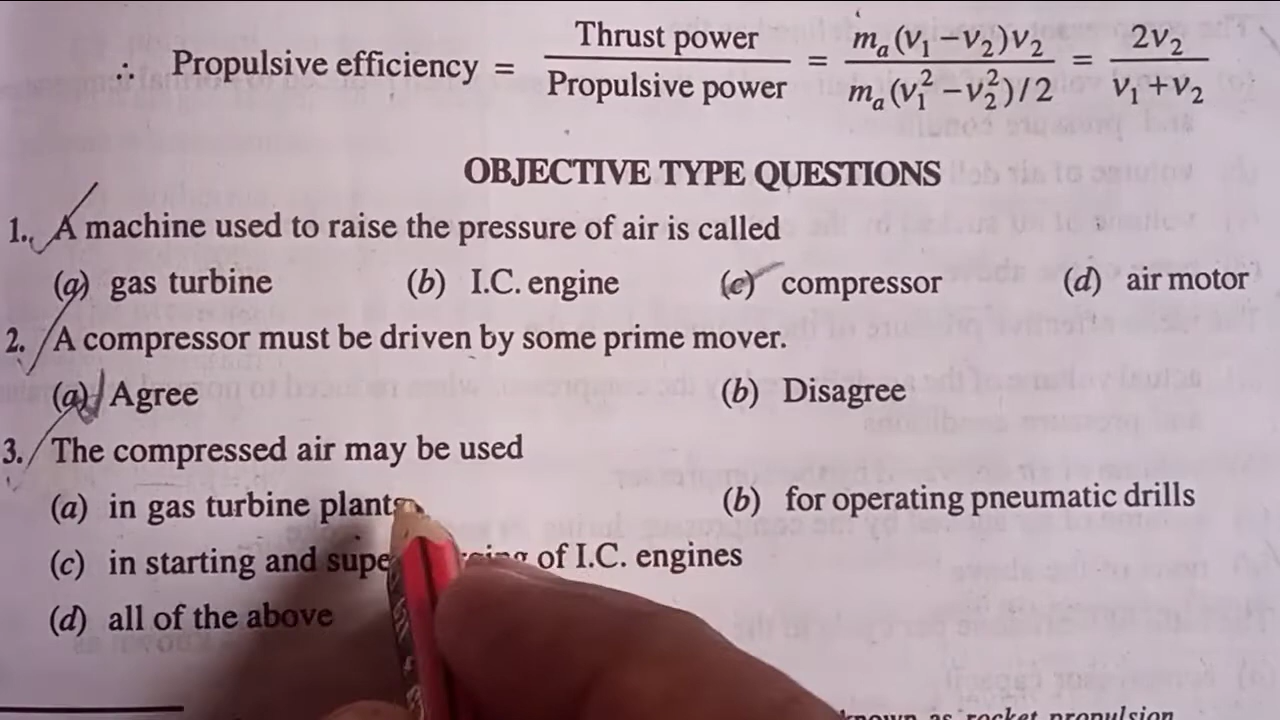 ∴ Propulsive efficiency = Thrust power / Propulsive power = mₐ(v₁−v₂)v₂ / mₐ(v₁²−v₂²)/2 = 2v₂ / v₁+v₂
OBJECTIVE TYPE QUESTIONS
1. A machine used to raise the pressure of air is called
(a) gas turbine (b) I.C. engine (c) compressor (d) air motor
2. A compressor must be driven by some prime mover.
(a) Agree (b) Disagree
3. The compressed air may be used
(a) in gas turbine plants (b) for operating pneumatic drills
(c) in starting and of I.C. engines
(d) all of the above
known as rocket propulsion